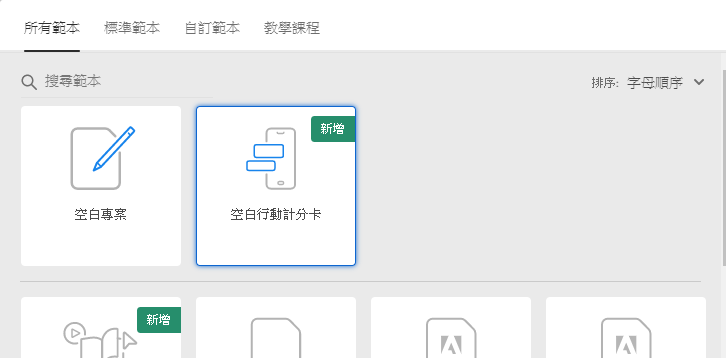 所有範本 標準範本 自訂範本 教學課程
搜尋範本
排序: 字母順序
新增
空白專案
空白行動計分卡
新增